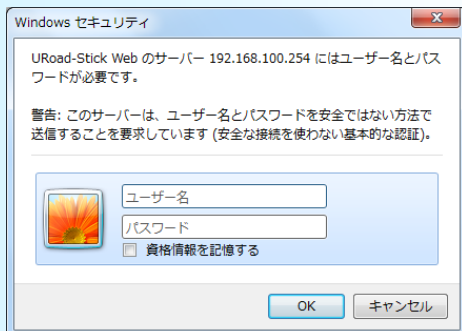 Windows セキュリティ
URoad-Stick Web のサーバー 192.168.100.254 にはユーザー名とパス
ワードが必要です。
警告: このサーバーは、ユーザー名とパスワードを安全ではない方法で
送信することを要求しています (安全な接続を使わない基本的な認証)。
ユーザー名
パスワード
資格情報を記憶する
OK
キャンセル